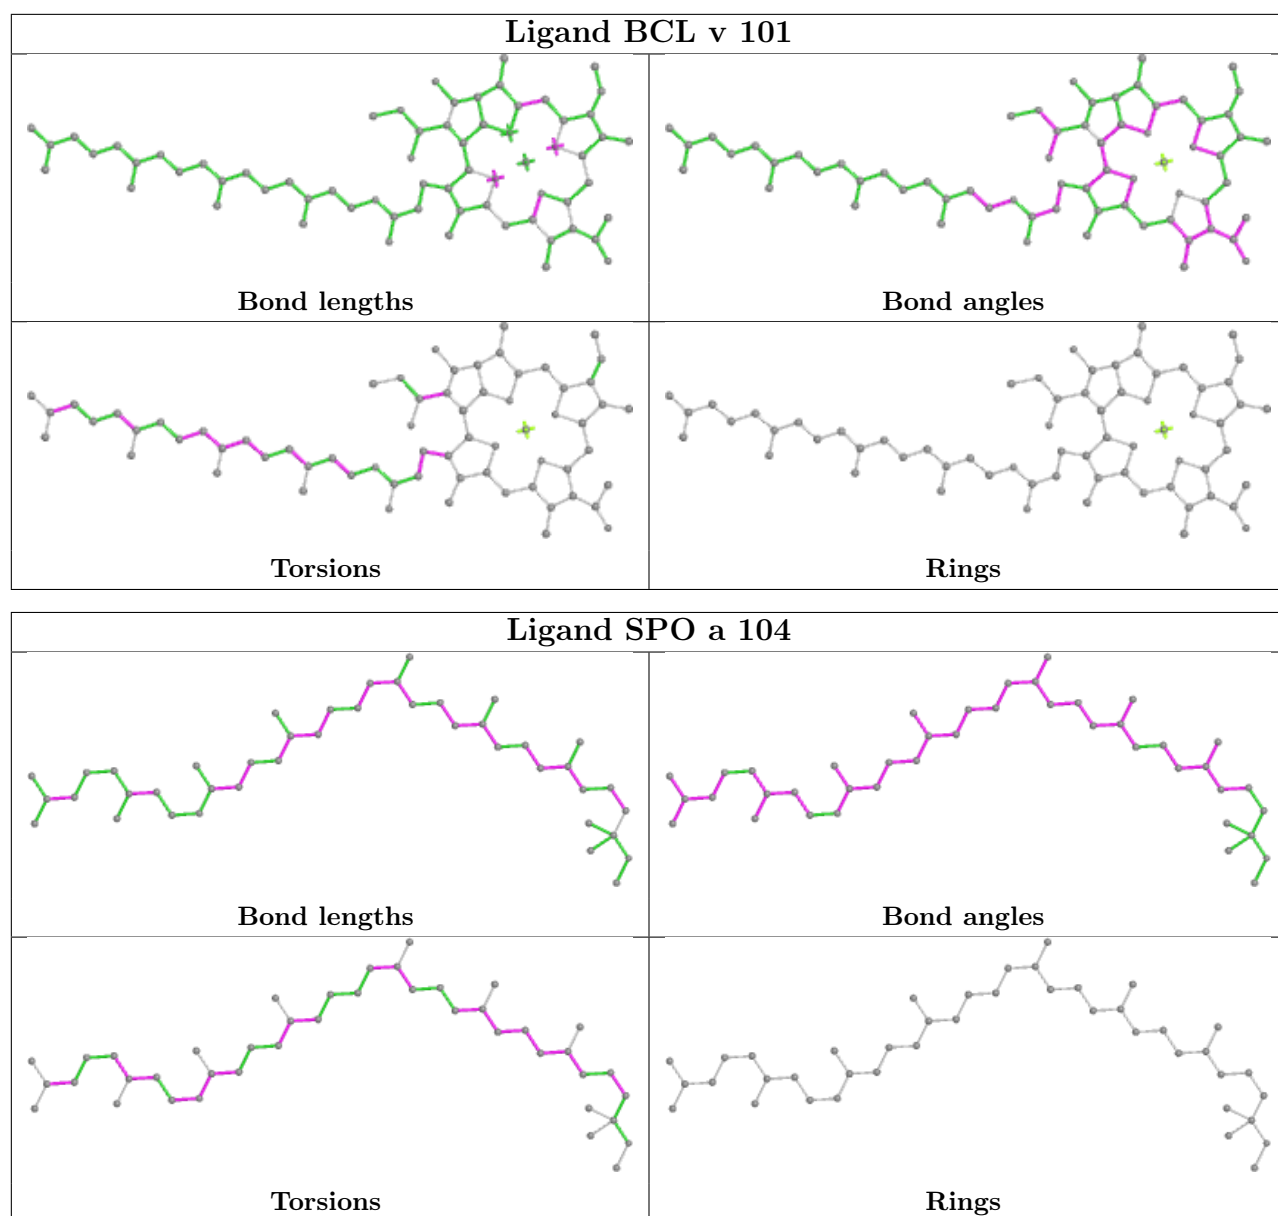 Ligand BCL v 101
Bond lengths
Bond angles
Torsions
Rings
Ligand SPO a 104
Bond lengths
Bond angles
Torsions
Rings